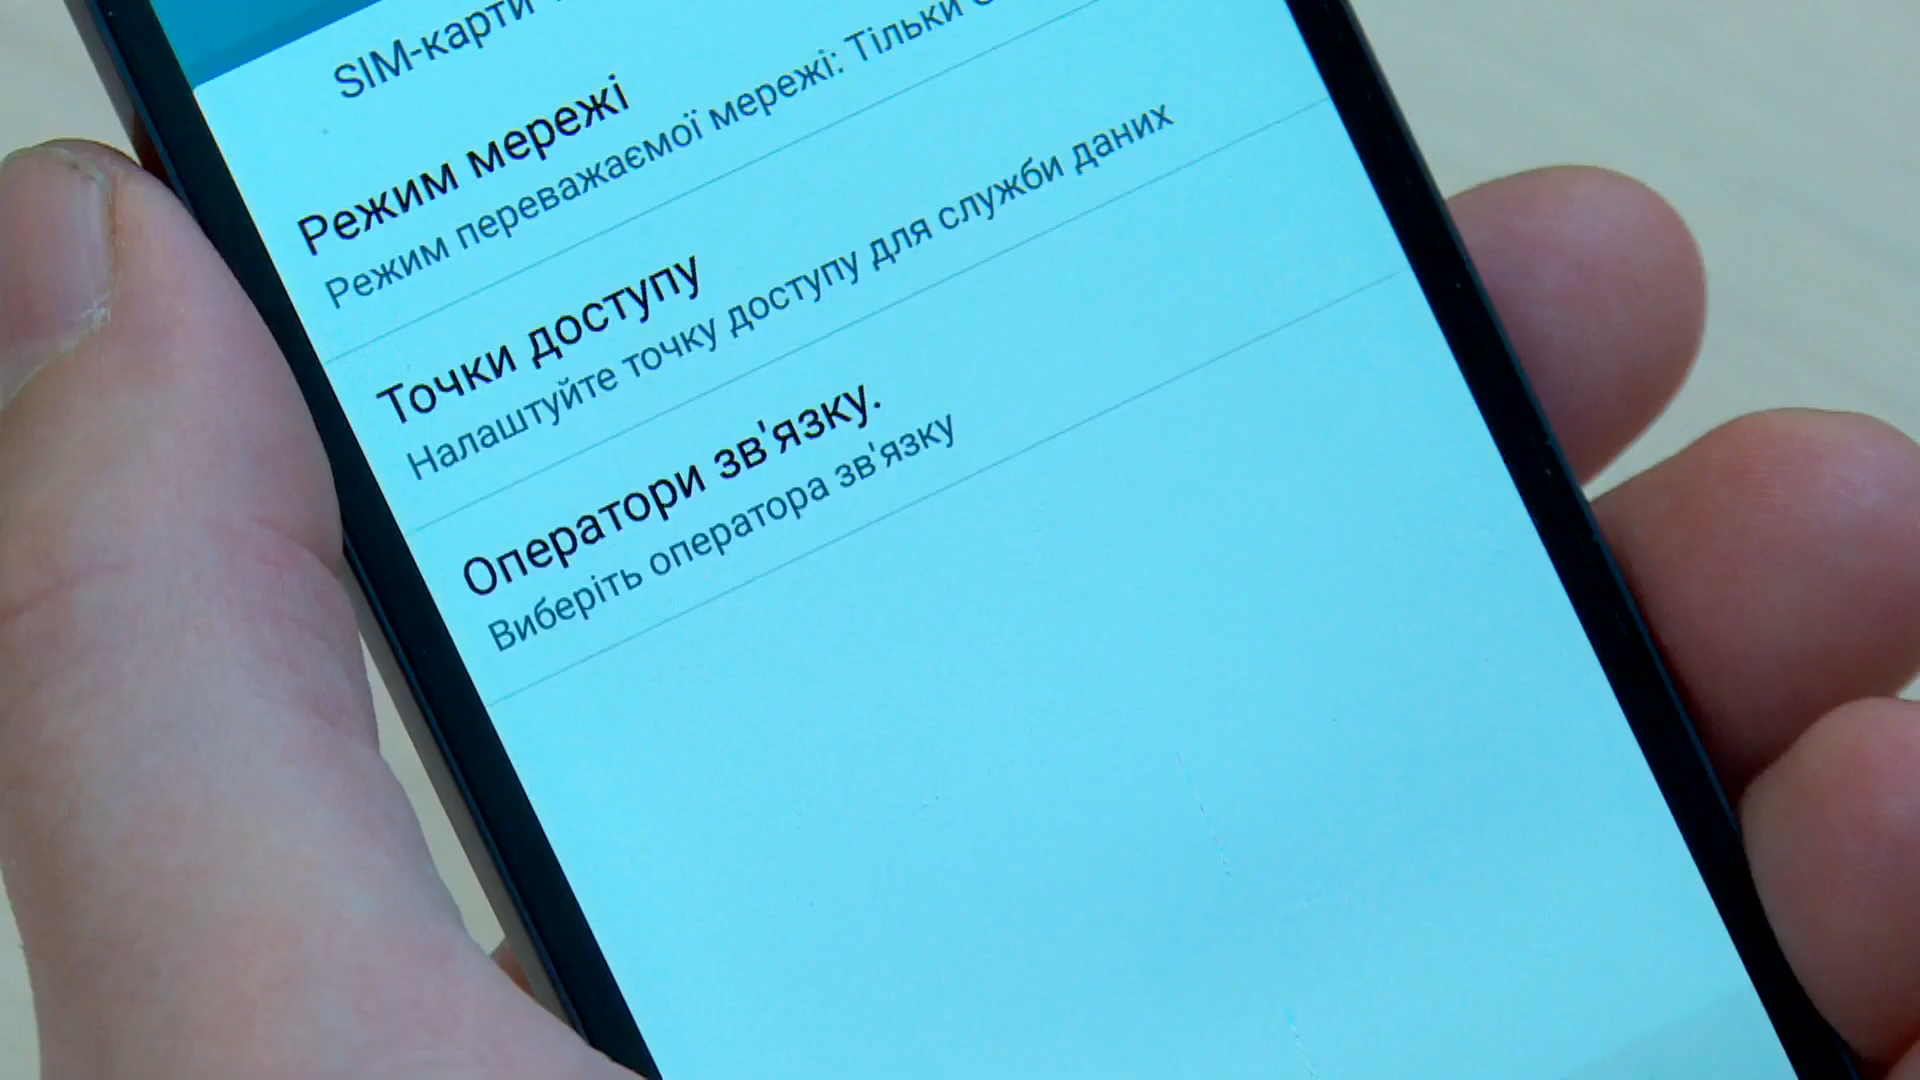 SIM-карти
Режим мережі
Режим переважаємої мережі: Тільки
Точки доступу
Налаштуйте точку доступу для служби даних
Оператори зв'язку.
Виберіть оператора зв'язку